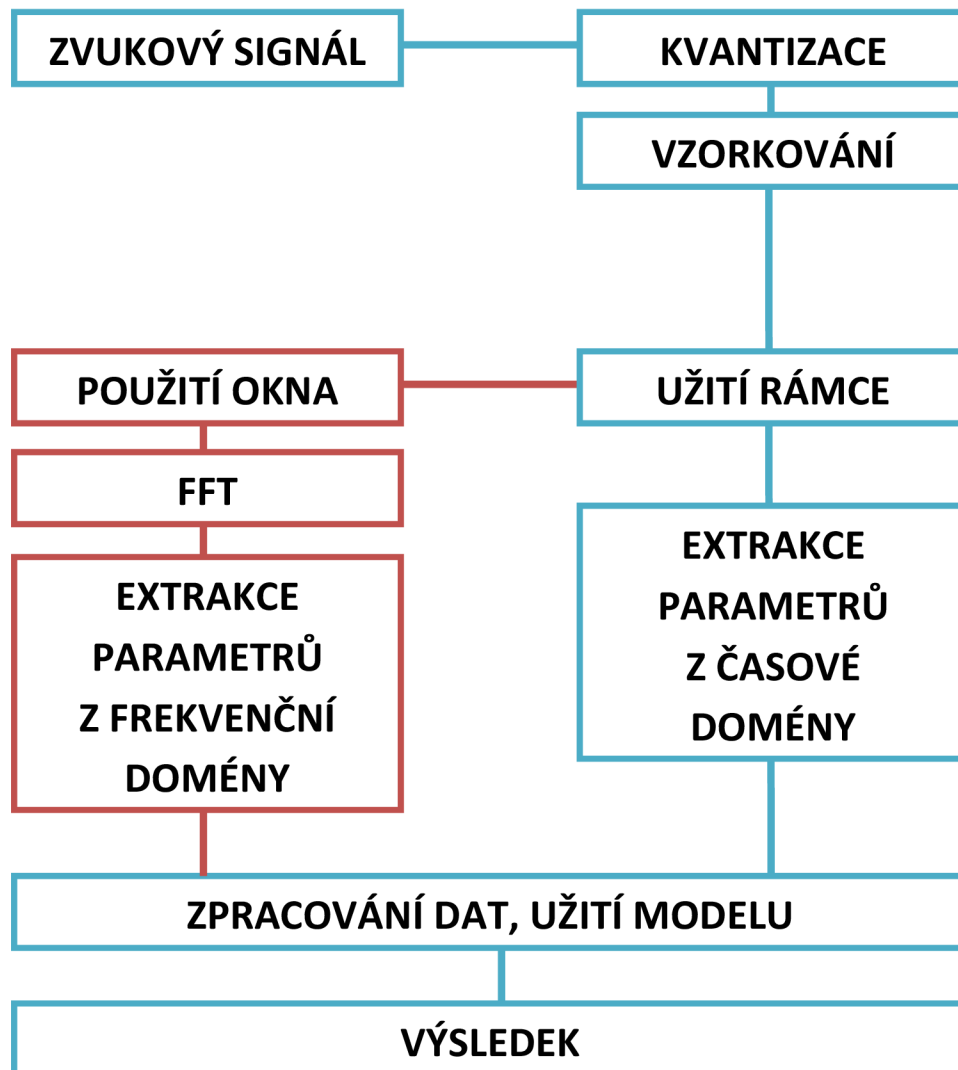 ZVUKOVÝ SIGNÁL
KVANTIZACE
VZORKOVÁNÍ
POUŽITÍ OKNA
UŽITÍ RÁMCE
FFT
EXTRAKCE
PARAMETRŮ
Z FREKVENČNÍ
DOMÉNY
EXTRAKCE
PARAMETRŮ
Z ČASOVÉ
DOMÉNY
ZPRACOVÁNÍ DAT, UŽITÍ MODELU
VÝSLEDEK